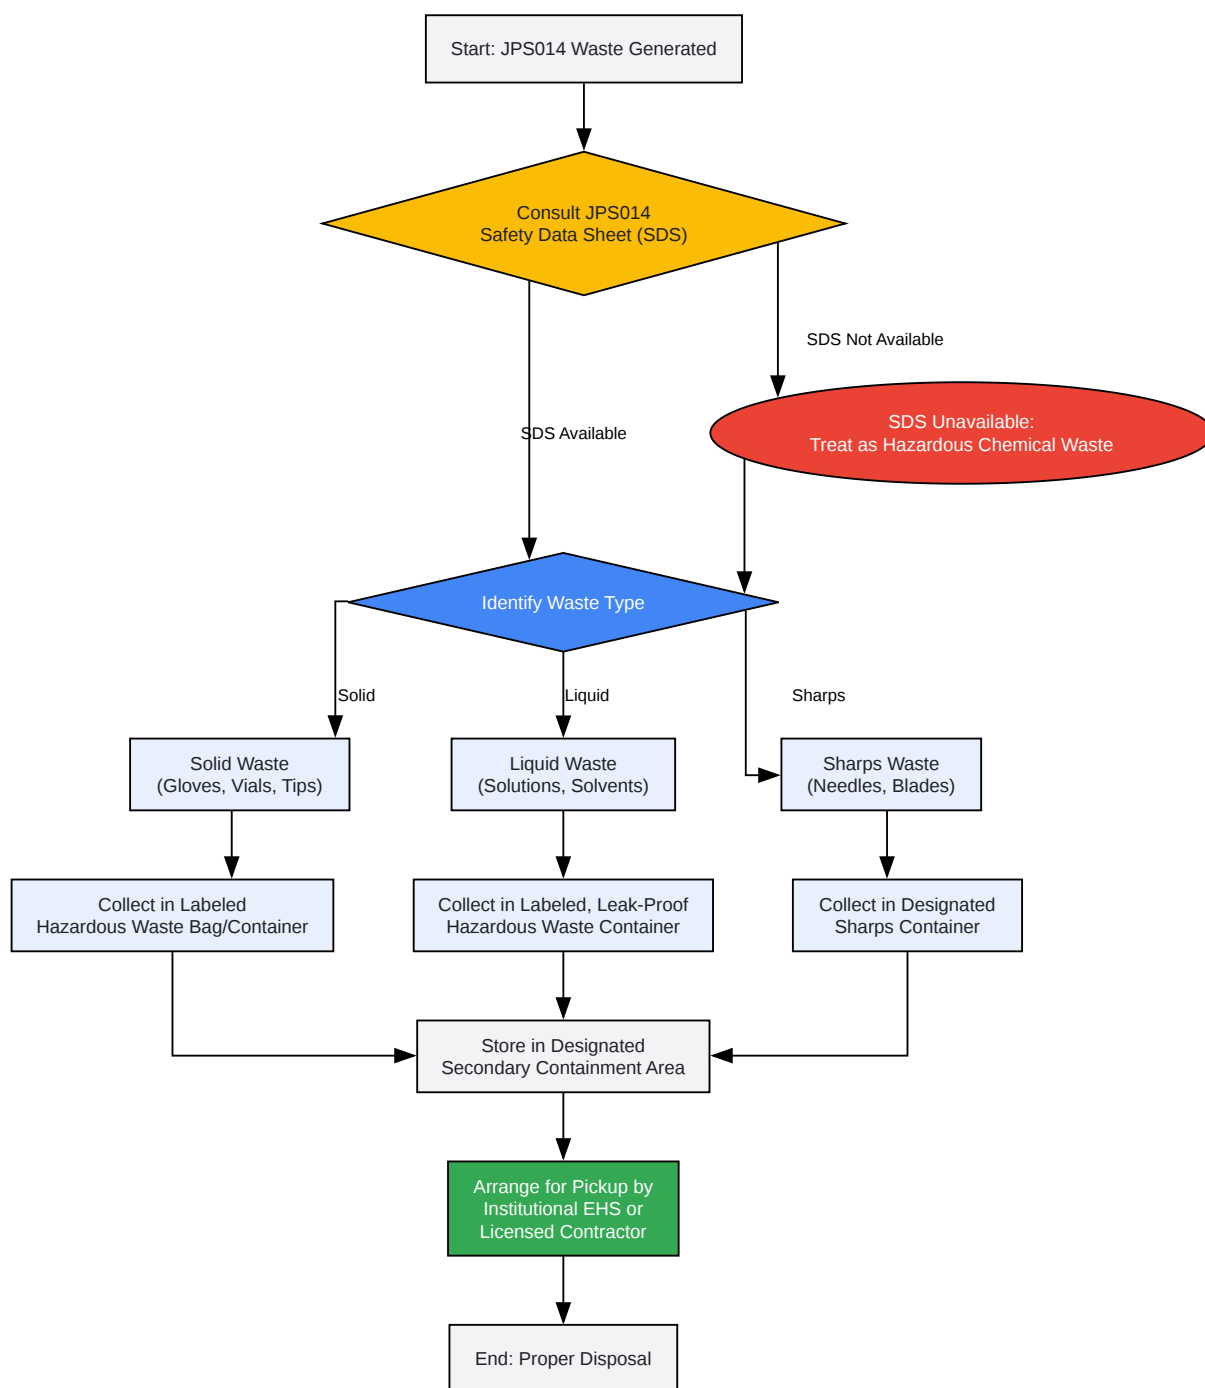 Start: JPS014 Waste Generated
Consult JPS014
Safety Data Sheet (SDS)
SDS Not Available
SDS Unavailable:
Treat as Hazardous Chemical Waste
SDS Available
Identify Waste Type
Solid
Liquid
Sharps
Solid Waste
(Gloves, Vials, Tips)
Liquid Waste
(Solutions, Solvents)
Sharps Waste
(Needles, Blades)
Collect in Labeled
Hazardous Waste Bag/Container
Collect in Labeled, Leak-Proof
Hazardous Waste Container
Collect in Designated
Sharps Container
Store in Designated
Secondary Containment Area
Arrange for Pickup by
Institutional EHS or
Licensed Contractor
End: Proper Disposal